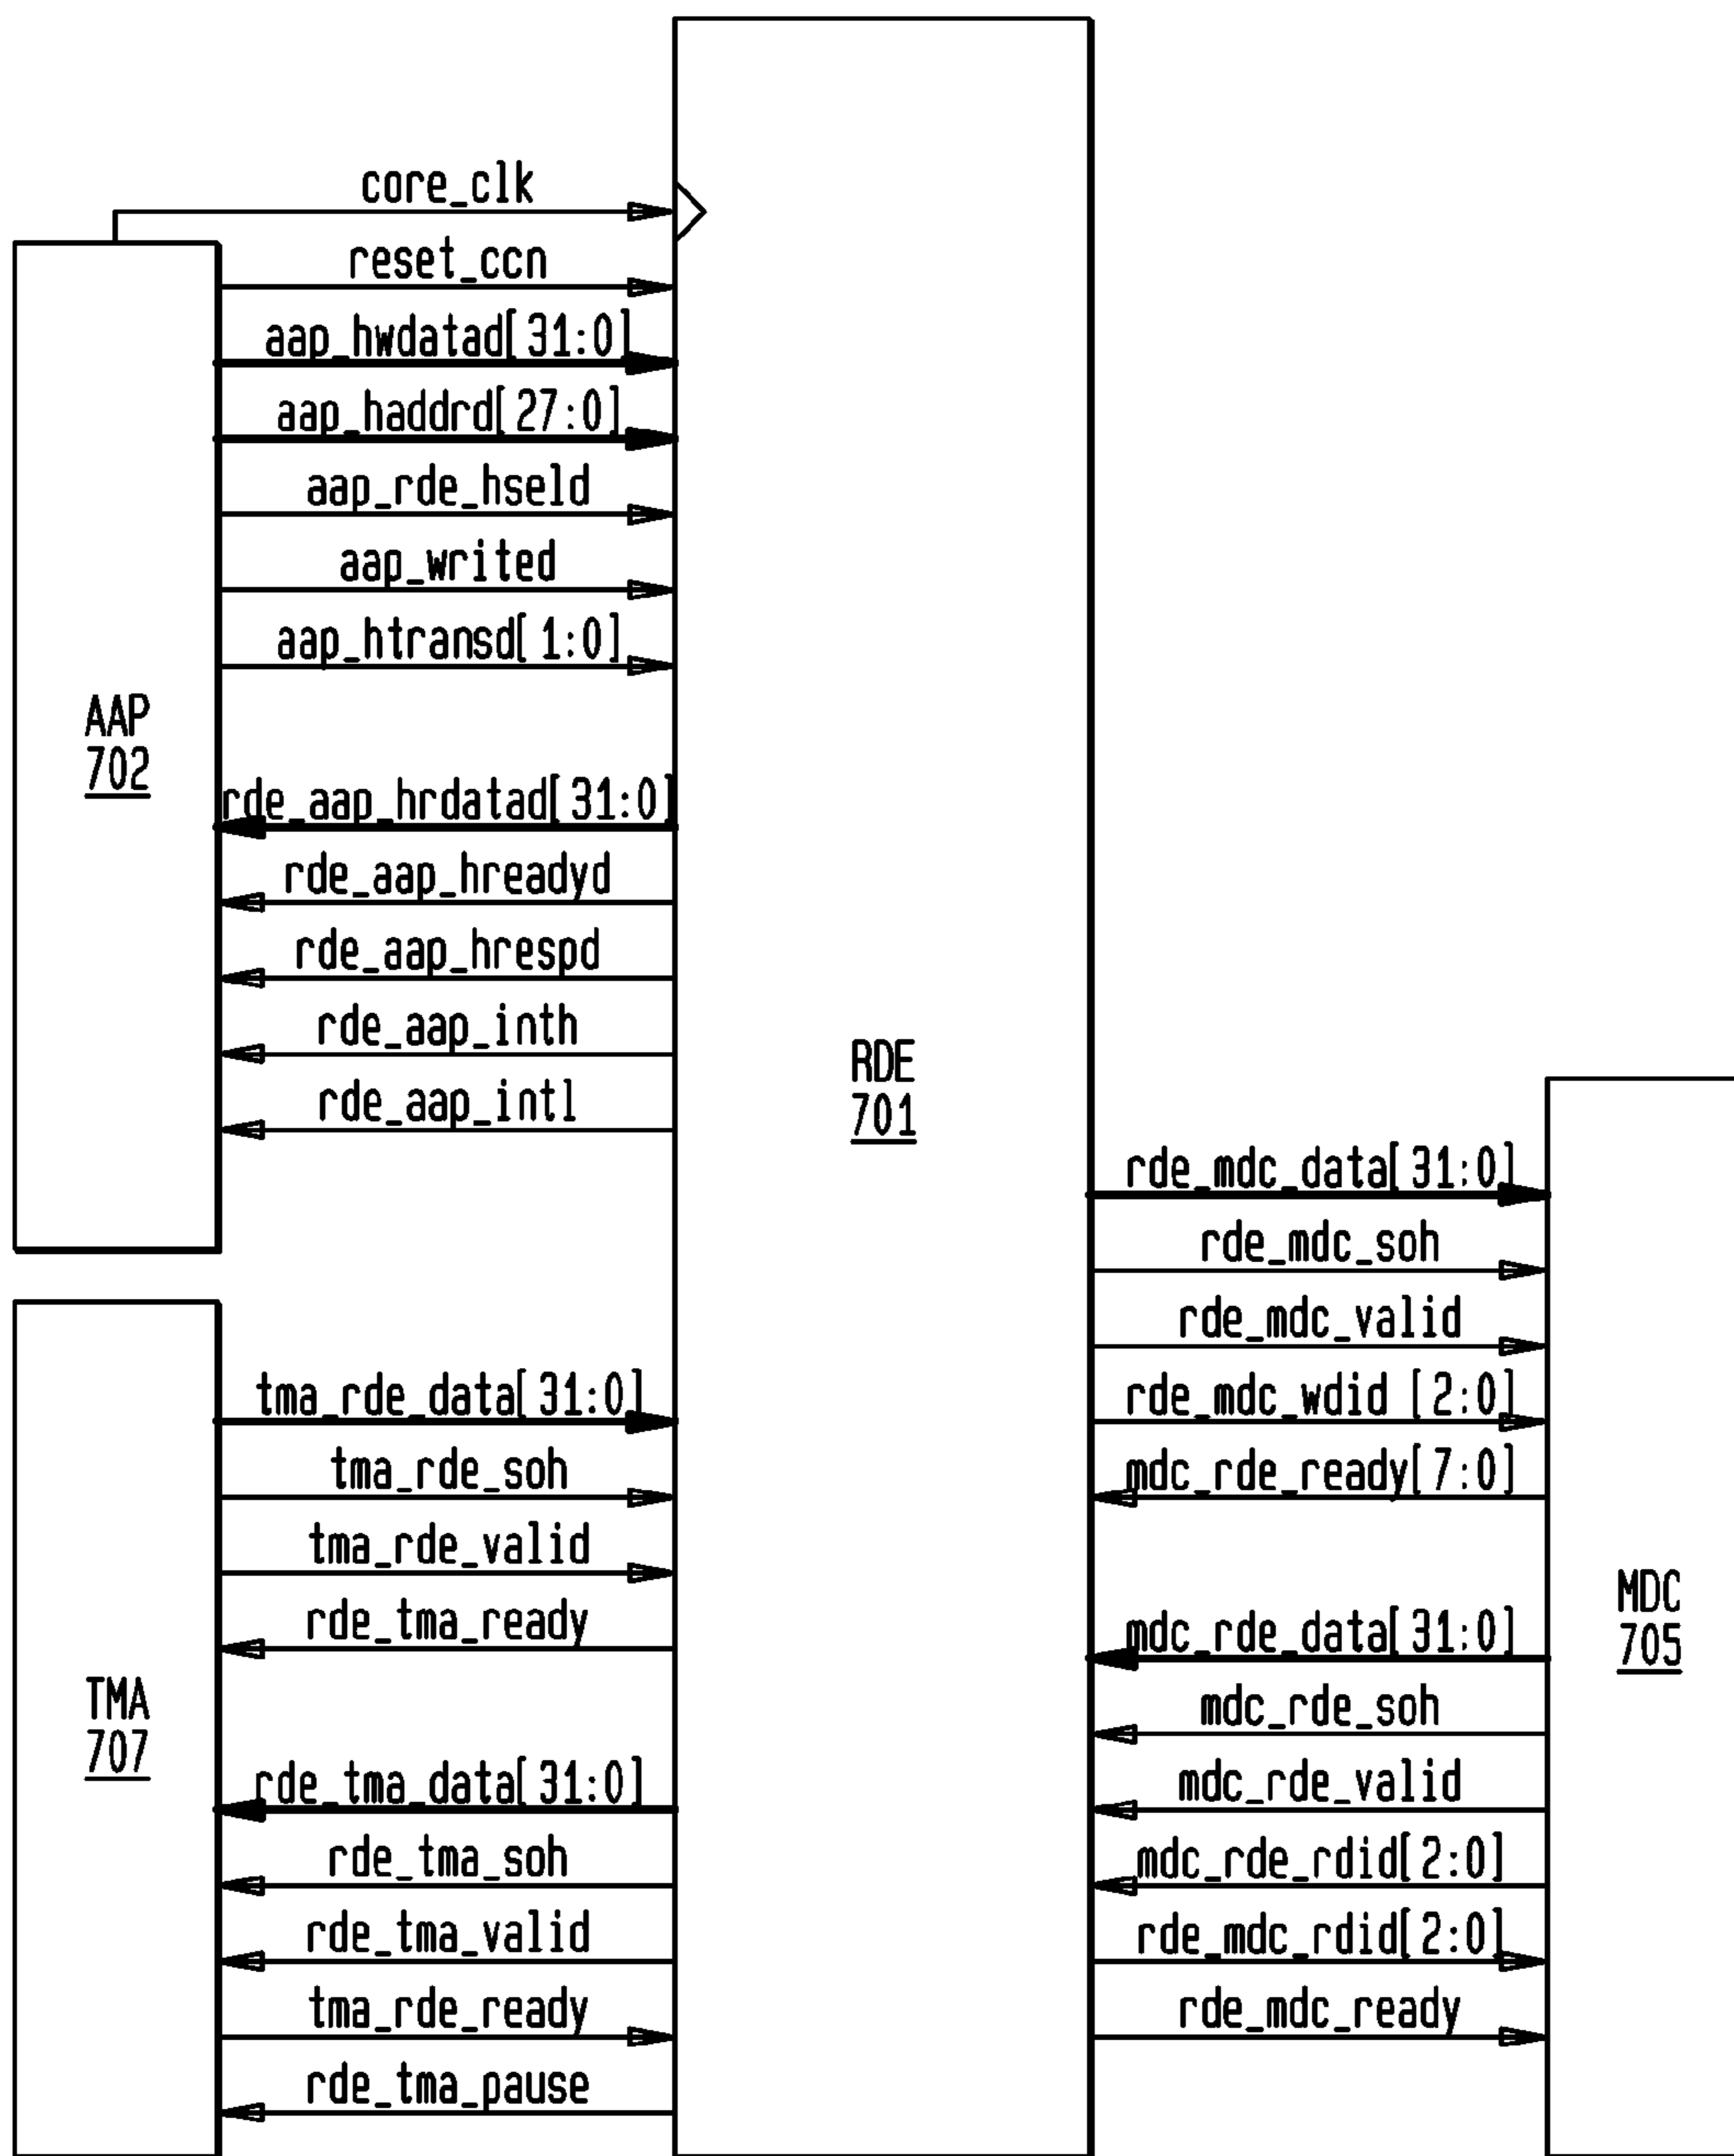 core_clk
reset_ccn
aap_hwdatad[31:0]
aap_haddrd[27:0]
aap_rde_hseld
aap_writed
aap_htransd[1:0]
AAP
702
rde_aap_hrdatad[31:0]
rde_aap_hreadyd
rde_aap_hrespd
rde_aap_inth
rde_aap_intl
RDE
701
rde_mdc_data[31:0]
rde_mdc_soh
rde_mdc_valid
rde_mdc_wdid [2:0]
mdc_rde_ready[7:0]
tma_rde_data[31:0]
tma_rde_soh
tma_rde_valid
rde_tma_ready
mdc_rde_data[31:0]
mdc_rde_soh
mdc_rde_valid
mdc_rde_rdid[2:0]
rde_mdc_rdid[2:0]
rde_mdc_ready
MDC
705
TMA
707
rde_tma_data[31:0]
rde_tma_soh
rde_tma_valid
tma_rde_ready
rde_tma_pause